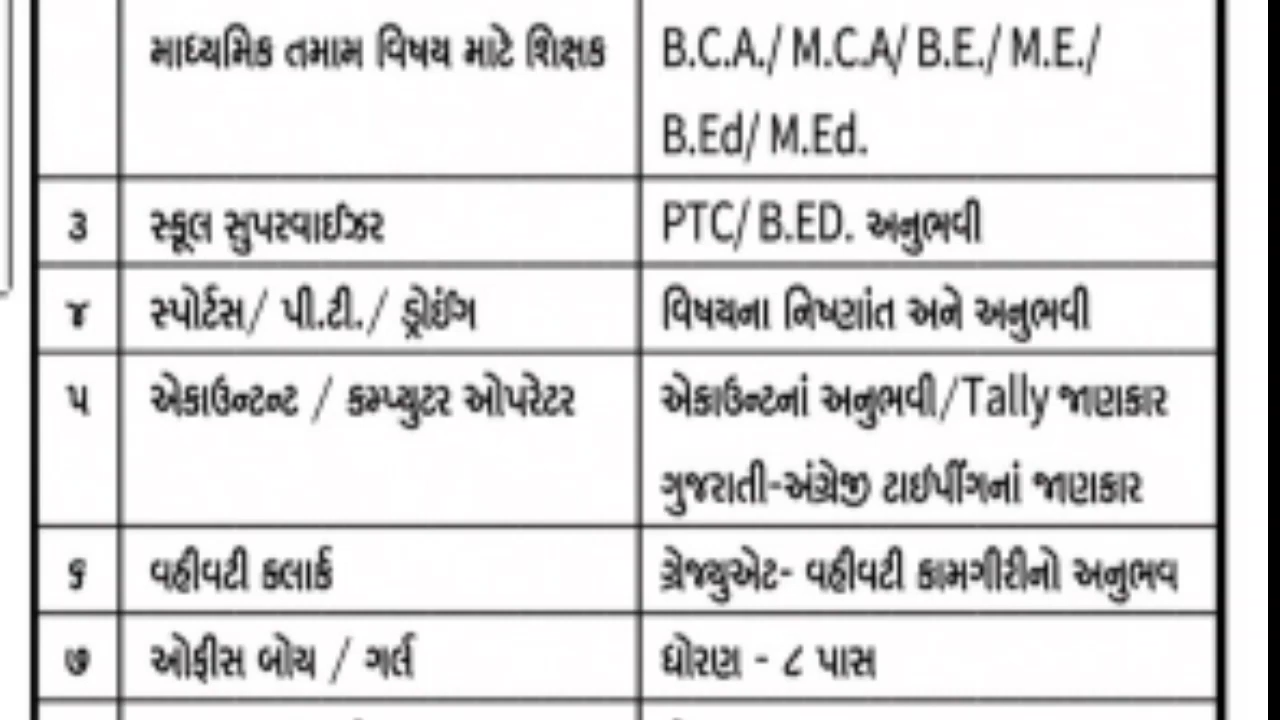 માધ્યમિક તમામ વિષય માટે શિક્ષક B.C.A./ M.C.A/ B.E./ M.E./
B.Ed/ M.Ed.
૩ સ્કૂલ સુપરવાઈઝર PTC/ B.ED. અનુભવી
૪ સ્પોર્ટસ/ પી.ટી./ ડ્રોઇંગ વિષયના નિષ્ણાંત અને અનુભવી
૫ એકાઉન્ટન્ટ / કમ્પ્યુટર ઓપરેટર એકાઉન્ટનાં અનુભવી/Tally જાણકાર
ગુજરાતી-અંગ્રેજી ટાઈપીંગનાં જાણકાર
૬ વહીવટી કલાર્ક ગ્રેજ્યુએટ- વહીવટી કામગીરીનો અનુભવ
૭ ઓફીસ બોય / ગર્લ ધોરણ - ૮ પાસ